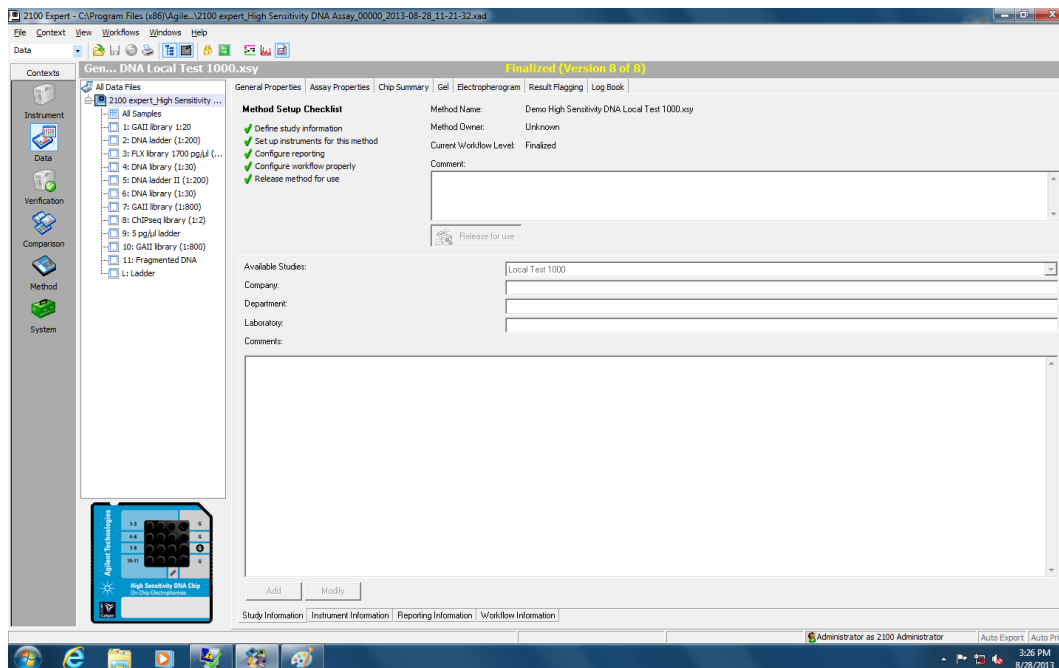 2100 Expert - C:\Program Files (x86)\Agile...\2100 expert_High Sensitivity DNA Assay_00000_2013-08-28_11-21-32.xad
File Context View Workflows Windows Help
Data
Contexts
Instrument
Data
Verification
Comparison
Method
System
Gen... DNA Local Test 1000.xsy
Finalized (Version 8 of 8)
All Data Files
2100 expert_High Sensitivity ...
All Samples
1: GAII library 1:20
2: DNA ladder (1:200)
3: FLX library 1700 pg/µl (...
4: DNA library (1:30)
5: DNA ladder II (1:200)
6: DNA library (1:30)
7: GAII library (1:800)
8: ChIPseq library (1:2)
9: 5 pg/µl ladder
10: GAII library (1:800)
11: Fragmented DNA
L: Ladder
General Properties Assay Properties Chip Summary Gel Electropherogram Result Flagging Log Book
Method Setup Checklist
Define study information
Set up instruments for this method
Configure reporting
Configure workflow properly
Release method for use
Method Name: Demo High Sensitivity DNA Local Test 1000.xsy
Method Owner: Unknown
Current Workflow Level: Finalized
Comment:
Release for use
Available Studies: Local Test 1000
Company:
Department:
Laboratory:
Comments:
Add Modify
Study Information Instrument Information Reporting Information Workflow Information
Agilent Technologies
1-3
4-6
7-9
10-11
G
G
G
G
High Sensitivity DNA Chip
On-Chip-Electrophoresis
Caliper
Administrator as 2100 Administrator
Auto Export Auto Pri
3:26 PM
8/28/2013